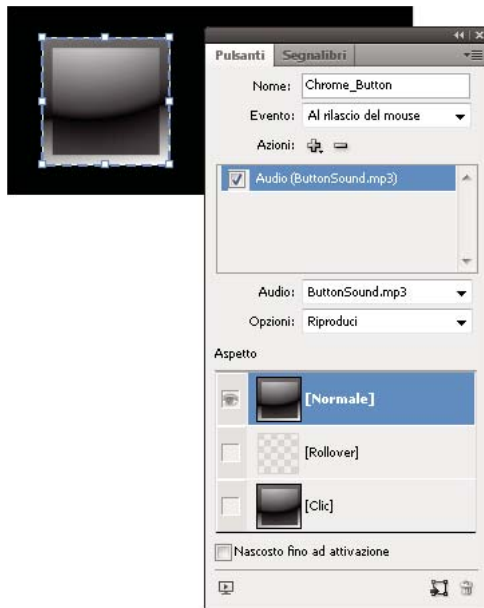 Pulsanti Segnalibri
Nome: Chrome_Button
Evento: Al rilascio del mouse
Azioni:
Audio (ButtonSound.mp3)
Audio: ButtonSound.mp3
Opzioni: Riproduci
Aspetto
[Normale]
[Rollover]
[Clic]
Nascosto fino ad attivazione